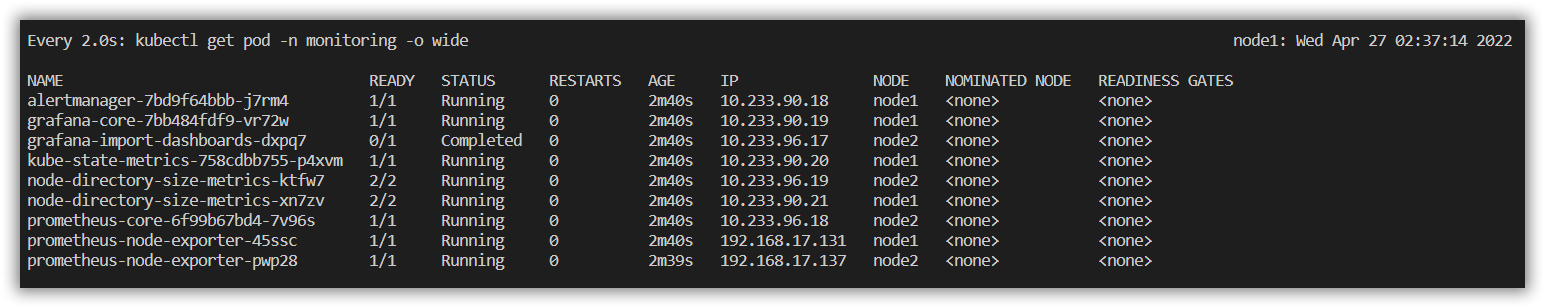 Every 2.0s: kubectl get pod -n monitoring -o wide node1: Wed Apr 27 02:37:14 2022
NAME READY STATUS RESTARTS AGE IP NODE NOMINATED NODE READINESS GATES
alertmanager-7bd9f64bbb-j7rm4 1/1 Running 0 2m40s 10.233.90.18 node1 <none> <none>
grafana-core-7bb484fdf9-vr72w 1/1 Running 0 2m40s 10.233.90.19 node1 <none> <none>
grafana-import-dashboards-dxpq7 0/1 Completed 0 2m40s 10.233.96.17 node2 <none> <none>
kube-state-metrics-758cdbb755-p4xvm 1/1 Running 0 2m40s 10.233.90.20 node1 <none> <none>
node-directory-size-metrics-ktfw7 2/2 Running 0 2m40s 10.233.96.19 node2 <none> <none>
node-directory-size-metrics-xn7zv 2/2 Running 0 2m40s 10.233.90.21 node1 <none> <none>
prometheus-core-6f99b67bd4-7v96s 1/1 Running 0 2m40s 10.233.96.18 node2 <none> <none>
prometheus-node-exporter-45ssc 1/1 Running 0 2m40s 192.168.17.131 node1 <none> <none>
prometheus-node-exporter-pwp28 1/1 Running 0 2m39s 192.168.17.137 node2 <none> <none>